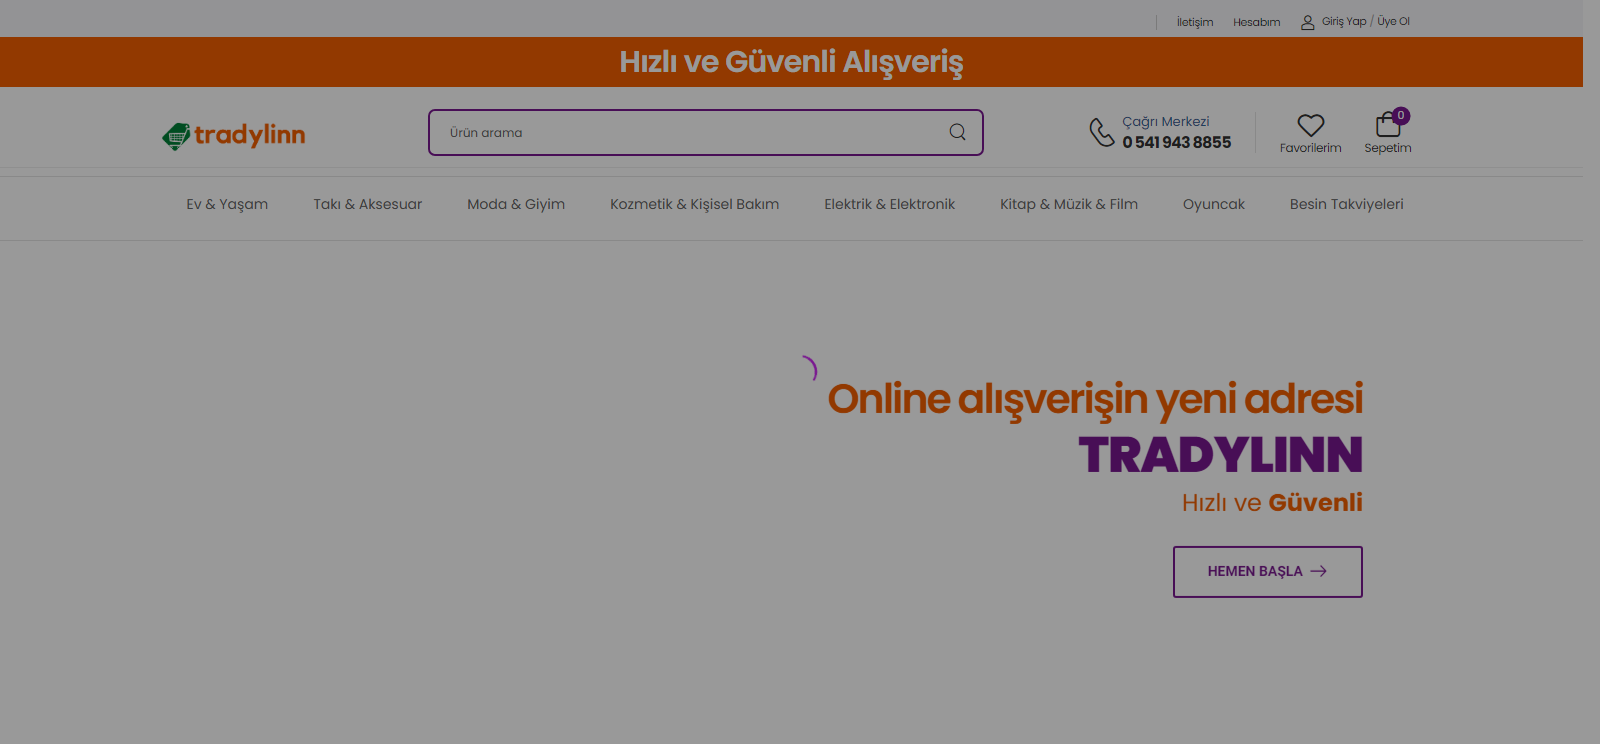 İletişim
Hesabım
Giriş Yap / Üye Ol
Hızlı ve Güvenli Alışveriş
tradylinn
Ürün arama
Çağrı Merkezi
0 541 943 8855
Favorilerim
0
Sepetim
Ev & Yaşam
Takı & Aksesuar
Moda & Giyim
Kozmetik & Kişisel Bakım
Elektrik & Elektronik
Kitap & Müzik & Film
Oyuncak
Besin Takviyeleri
Online alışverişin yeni adresi
TRADYLINN
Hızlı ve Güvenli
HEMEN BAŞLA